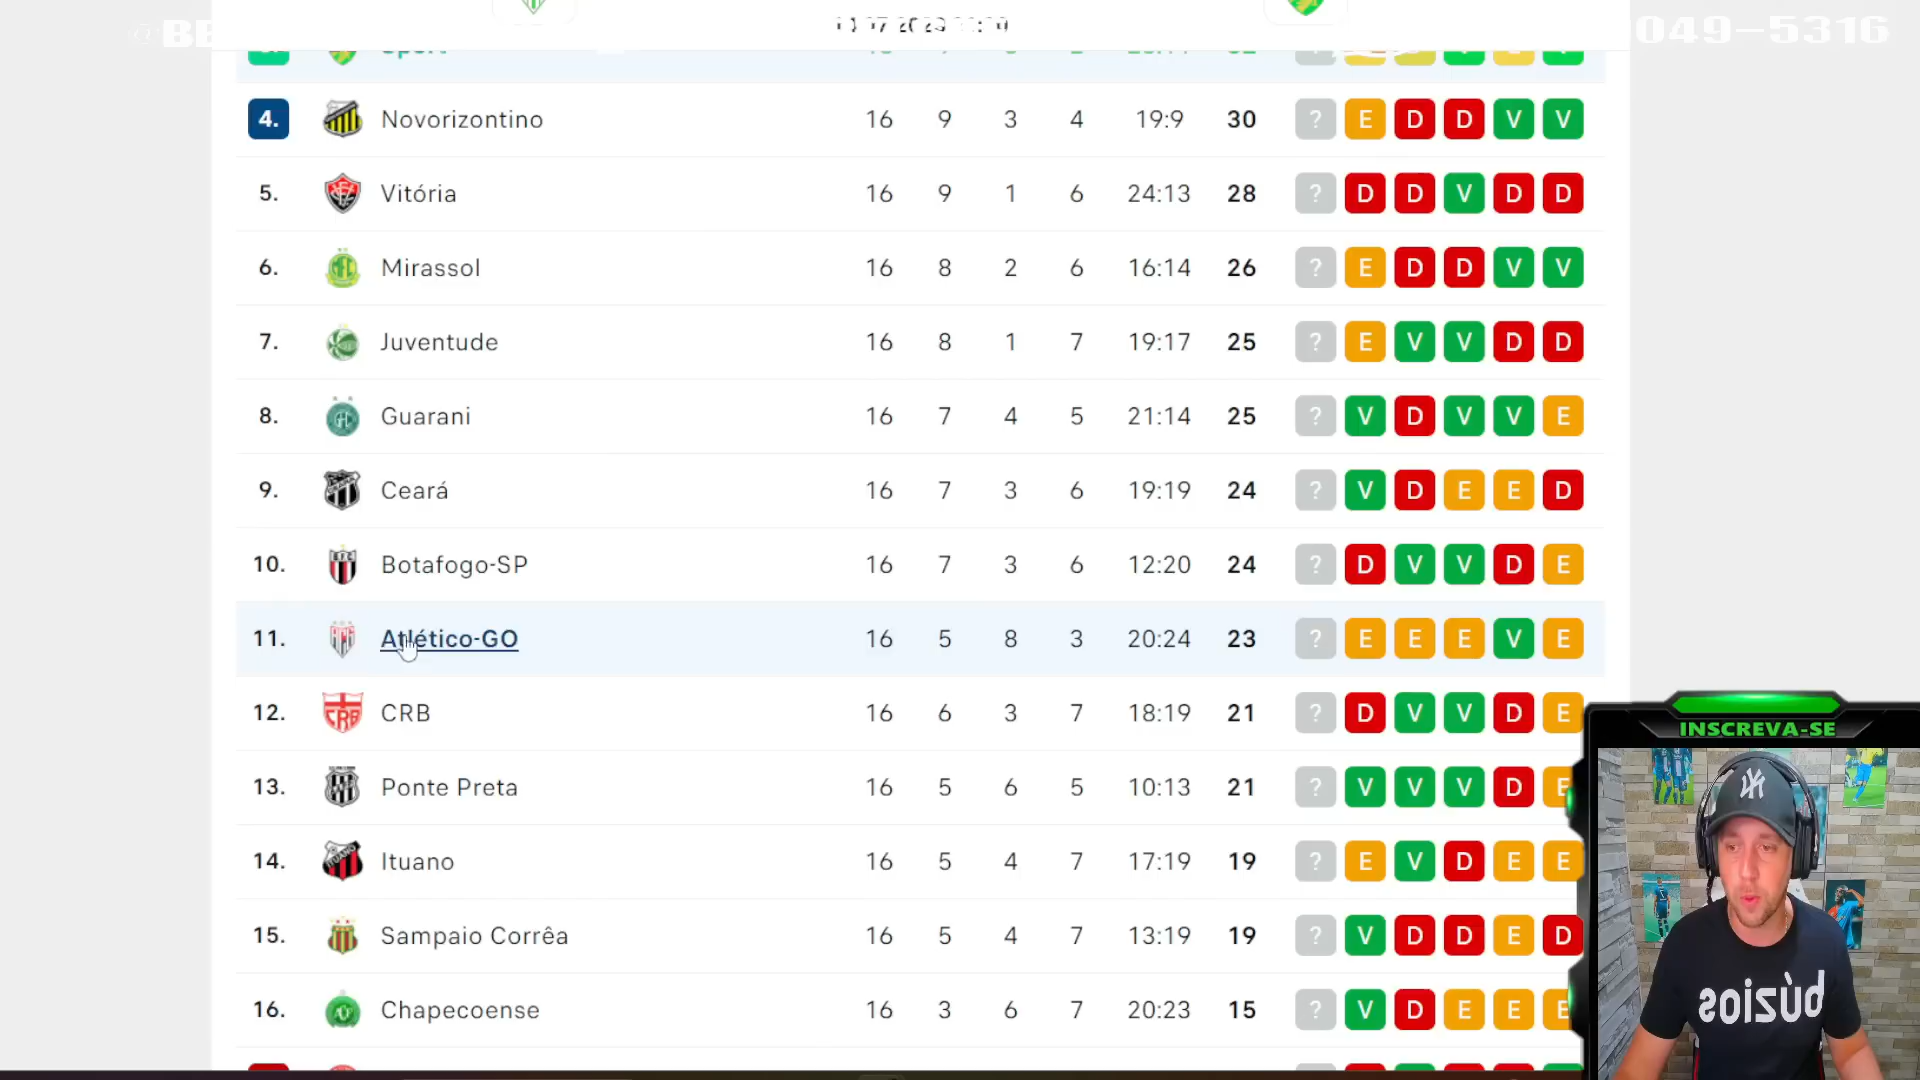 049-5316
Sport
4. Novorizontino 16 9 3 4 19:9 30 ? E D D V V
5. Vitória 16 9 1 6 24:13 28 ? D D V D D
6. Mirassol 16 8 2 6 16:14 26 ? E D D V V
7. Juventude 16 8 1 7 19:17 25 ? E V V D D
8. Guarani 16 7 4 5 21:14 25 ? V D V V E
9. Ceará 16 7 3 6 19:19 24 ? V D E E D
10. Botafogo-SP 16 7 3 6 12:20 24 ? D V V D E
11. Atlético-GO 16 5 8 3 20:24 23 ? E E E V E
12. CRB 16 6 3 7 18:19 21 ? D V V D E
13. Ponte Preta 16 5 6 5 10:13 21 ? V V V D E
14. Ituano 16 5 4 7 17:19 19 ? E V D E E
15. Sampaio Corrêa 16 5 4 7 13:19 19 ? V D D E D
16. Chapecoense 16 3 6 7 20:23 15 ? V D E E E
INSCREVA-SE
búzios